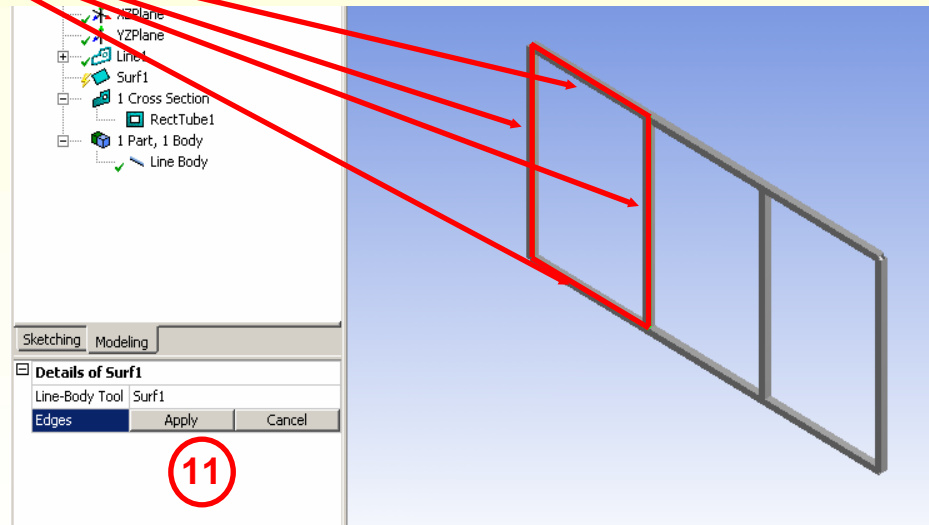 XZPlane
YZPlane
Line1
Surf1
1 Cross Section
RectTube1
1 Part, 1 Body
Line Body
Sketching Modeling
Details of Surf1
Line-Body Tool Surf1
Edges Apply Cancel
11